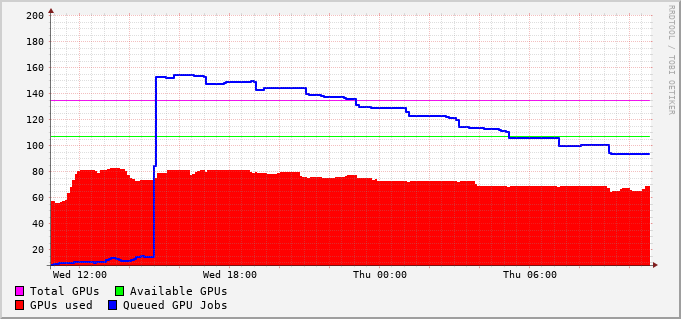 200
180
160
140
120
100
80
60
40
20
Wed 12:00 Wed 18:00 Thu 00:00 Thu 06:00
Total GPUs Available GPUs
GPUs used Queued GPU Jobs
RRDTOOL / TOBI OETIKER